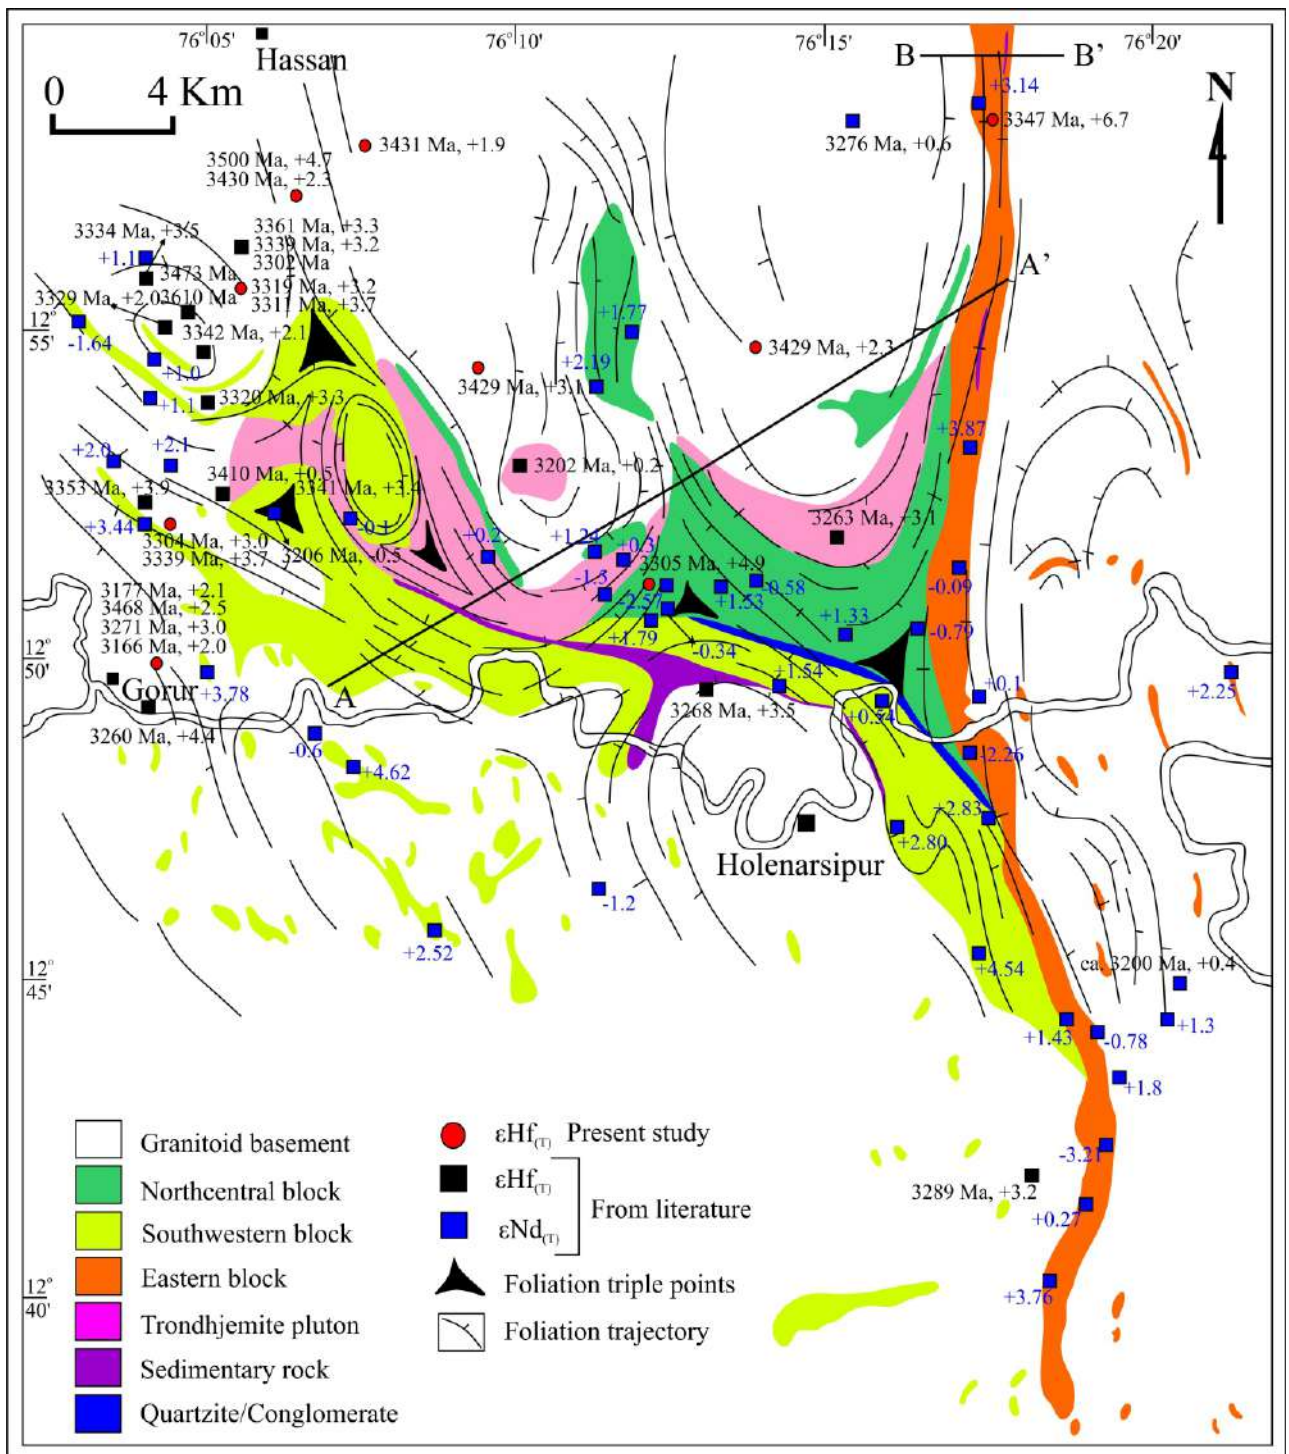 76°05'
76°10'
76°15'
76°20'
Hassan
B
B'
0 4 Km
N
+3.14
3347 Ma, +6.7
3276 Ma, +0.6
3431 Ma, +1.9
3500 Ma, +4.7
3430 Ma, +2.3
3361 Ma, +3.3
3339 Ma, +3.2
3302 Ma
3334 Ma, +3.5
+1.1
3473 Ma
3319 Ma, +3.2
3311 Ma, +3.7
3329 Ma, +2.0
3610 Ma
A'
12°
55'
-1.64
3342 Ma, +2.1
+1.0
+1.77
+2.19
3429 Ma, +2.3
3429 Ma, +3.1
+1.1
3320 Ma, +3.3
+3.87
+2.0
+2.1
3202 Ma, +0.2
3410 Ma, +0.5
3353 Ma, +3.9
3341 Ma, +3.4
+3.44
-0.1
3263 Ma, +3.1
3304 Ma, +3.0
3339 Ma, +3.7
3206 Ma, -0.5
+0.2
+1.24
+0.3
3305 Ma, +4.9
-1.5
-2.57
-0.58
+1.53
-0.09
3177 Ma, +2.1
3468 Ma, +2.5
3271 Ma, +3.0
3166 Ma, +2.0
+1.79
+1.33
-0.79
-0.34
12°
50'
Gorur
+3.78
A
+1.54
3268 Ma, +3.5
+0.54
+0.1
+2.25
3260 Ma, +4.4
-0.6
+4.62
-2.26
+2.83
+2.80
Holenarsipur
-1.2
+2.52
+4.54
ca. 3200 Ma, +0.4
12°
45'
+1.43
-0.78
+1.3
+1.8
-3.21
3289 Ma, +3.2
+0.27
+3.76
12°
40'
Granitoid basement
Northcentral block
Southwestern block
Eastern block
Trondhjemite pluton
Sedimentary rock
Quartzite/Conglomerate
εHf(T) Present study
εHf(T)
εNd(T)
From literature
Foliation triple points
Foliation trajectory